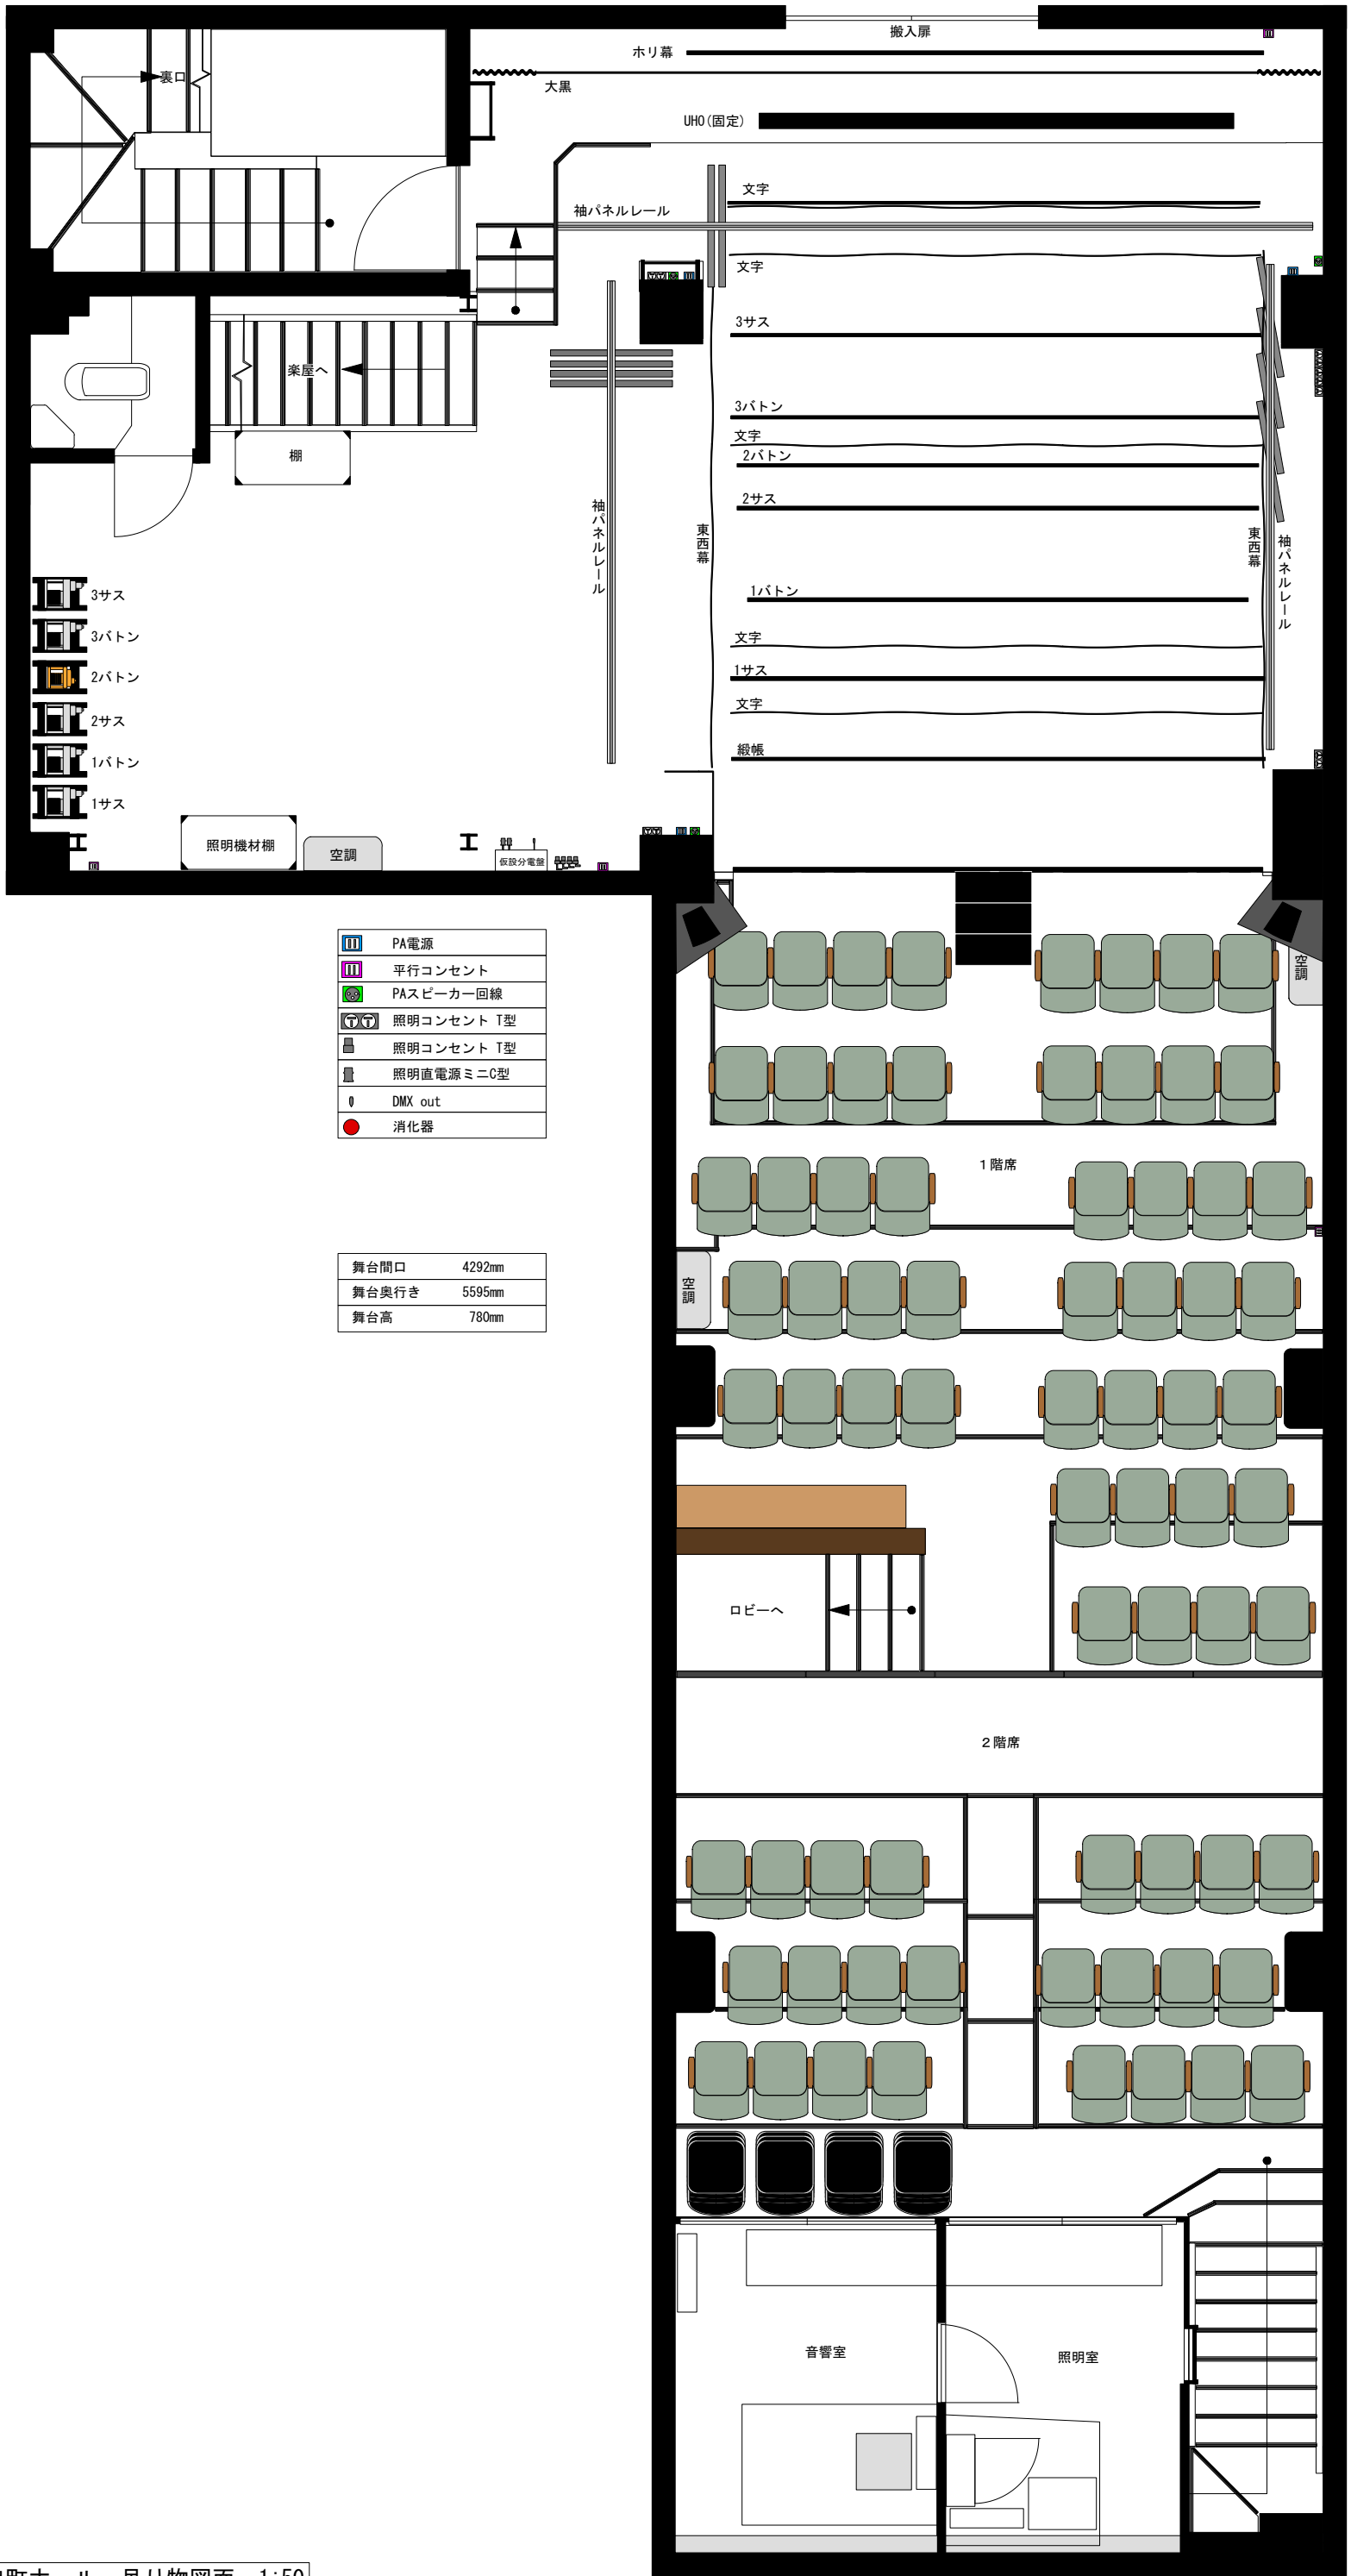 搬入扉
ホリ幕
裏口
大黒
UHO(固定)
文字
袖パネルレール
文字
3サス
楽屋へ
3バトン
文字
2バトン
棚
2サス
袖パネルレール
東西幕
東西幕
袖パネルレール
1バトン
3サス
3バトン
文字
1サス
2バトン
文字
2サス
緞帳
1バトン
1サス
照明機材棚
空調
仮設分電盤
PA電源
平行コンセント
PAスピーカー回線
照明コンセント T型
照明コンセント T型
照明直電源ミニC型
DMX out
消化器
空調
1階席
舞台間口 4292mm
舞台奥行き 5595mm
舞台高 780mm
空調
ロビーへ
2階席
音響室
照明室
吊り物図面 1:50